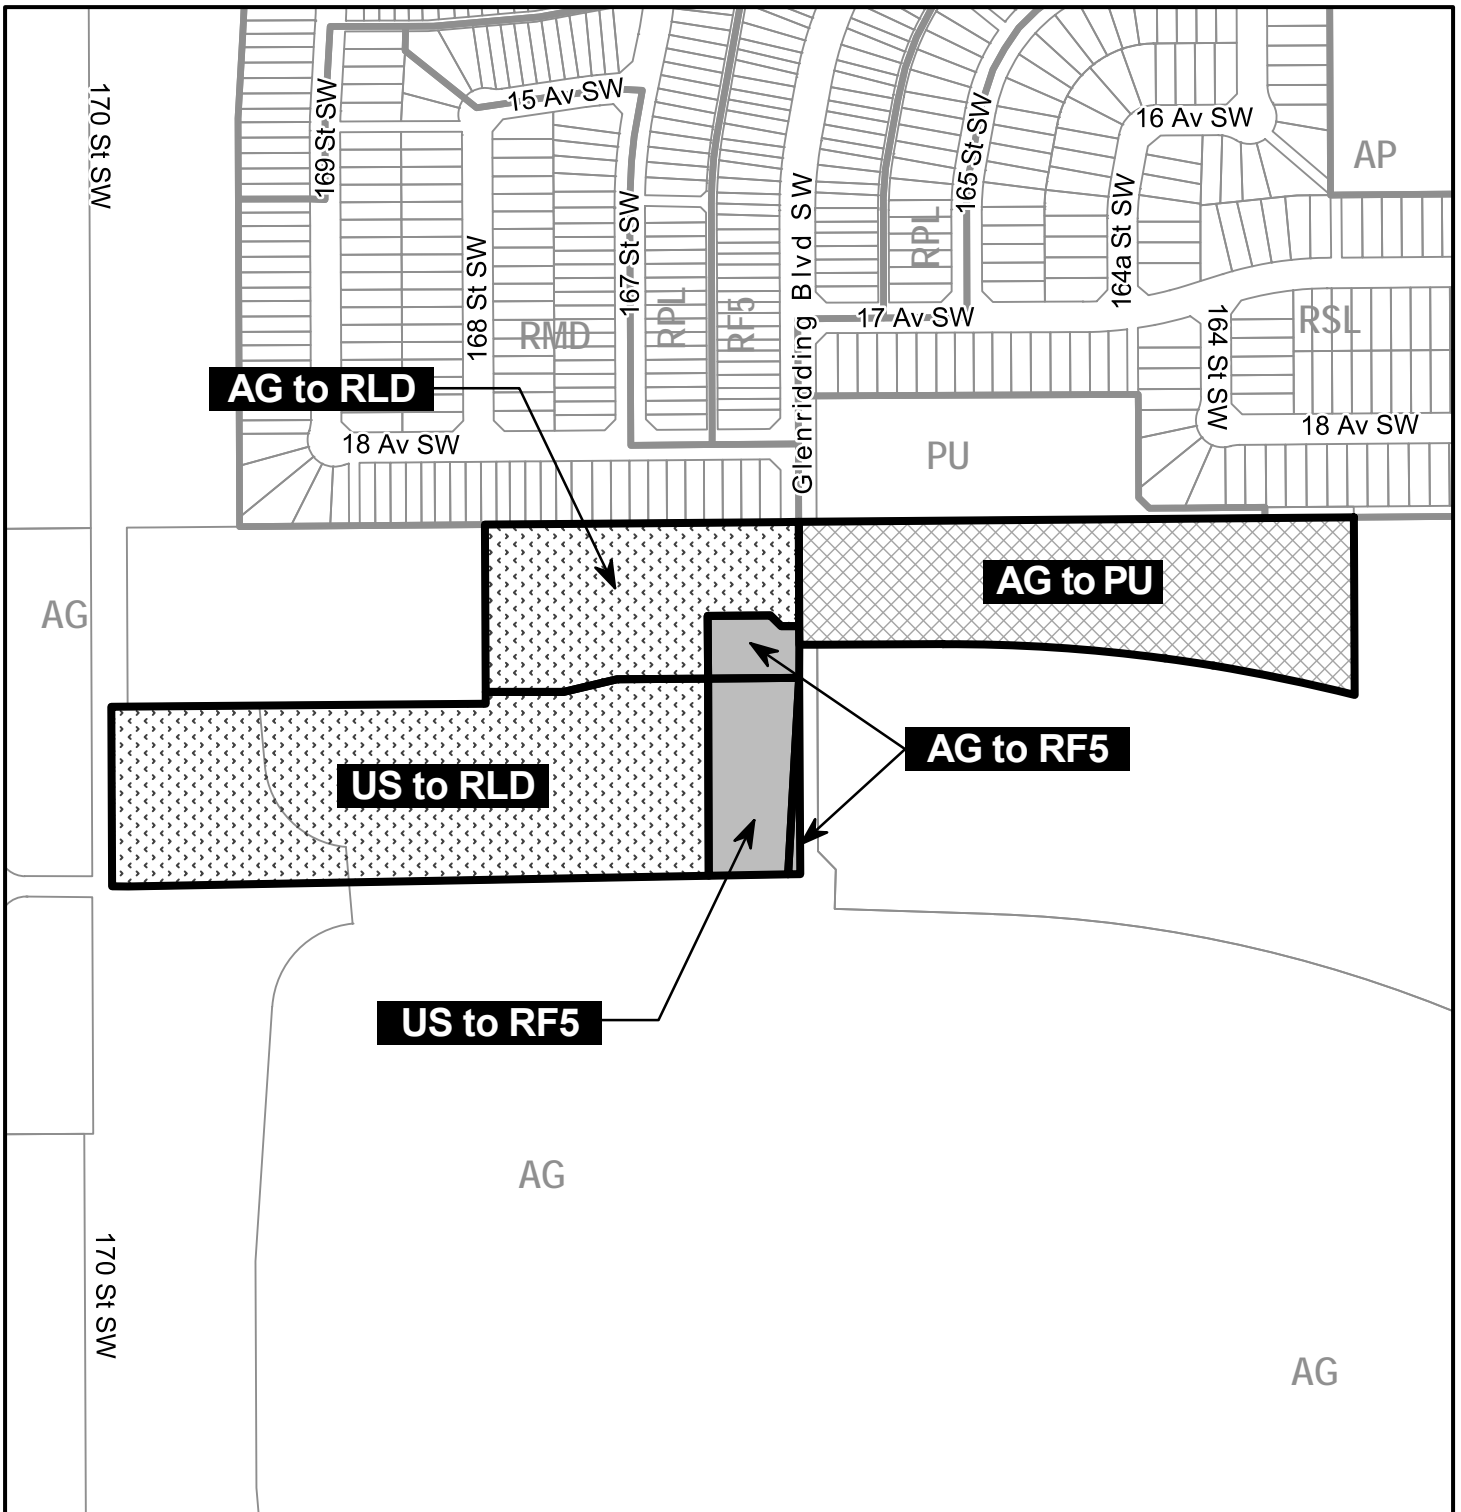 170 St SW
169 St SW
15 Av SW
16 Av SW
AP
165 St SW
RPL
164a St SW
168 St SW
167 St SW
Glenridding Blvd SW
RMD
RPL
RF5
17 Av SW
164 St SW
RSL
AG to RLD
18 Av SW
PU
18 Av SW
AG
AG to PU
AG to RF5
US to RLD
US to RF5
AG
170 St SW
AG